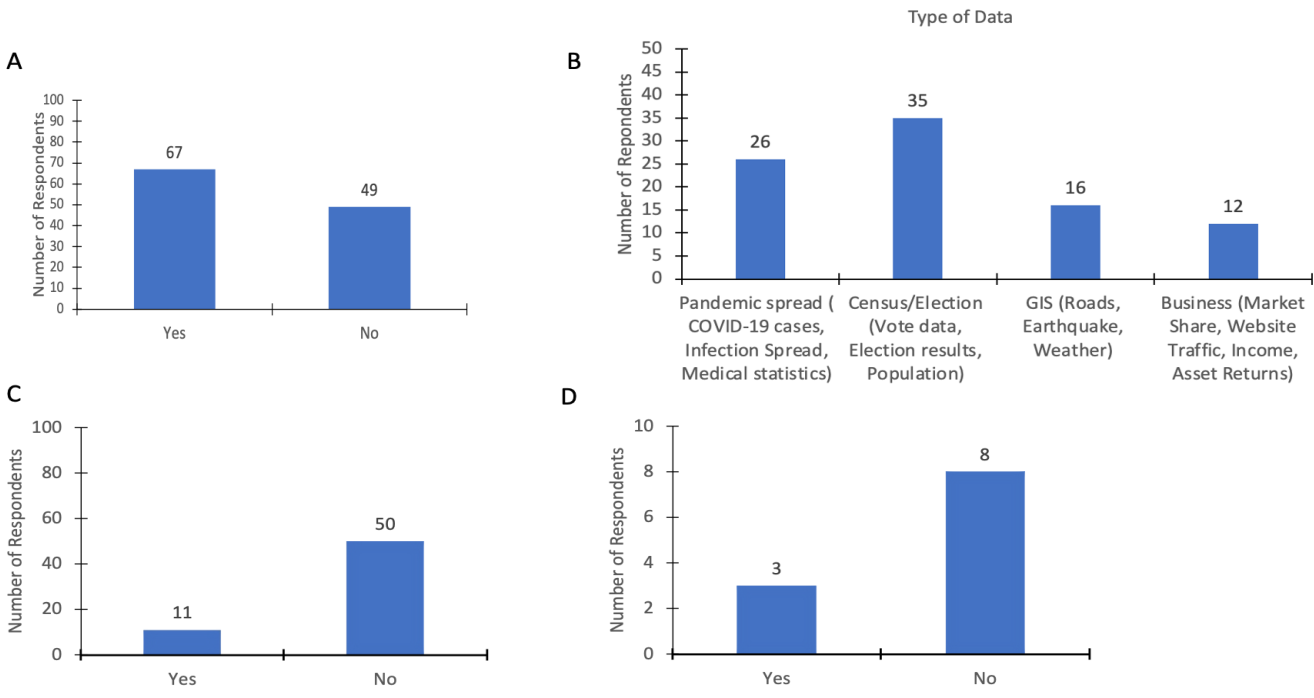 A
Number of Respondents
100
90
80
70
60
50
40
30
20
10
0
67
49
Yes
No
B
Type of Data
Number of Repondents
50
45
40
35
30
25
20
15
10
5
0
26
35
16
12
Pandemic spread (
COVID-19 cases,
Infection Spread,
Medical statistics)
Census/Election
(Vote data,
Election results,
Population)
GIS (Roads,
Earthquake,
Weather)
Business (Market
Share, Website
Traffic, Income,
Asset Returns)
C
Number of Respondents
100
80
60
40
20
0
11
50
Yes
No
D
Number of Respondents
10
8
6
4
2
0
3
8
Yes
No